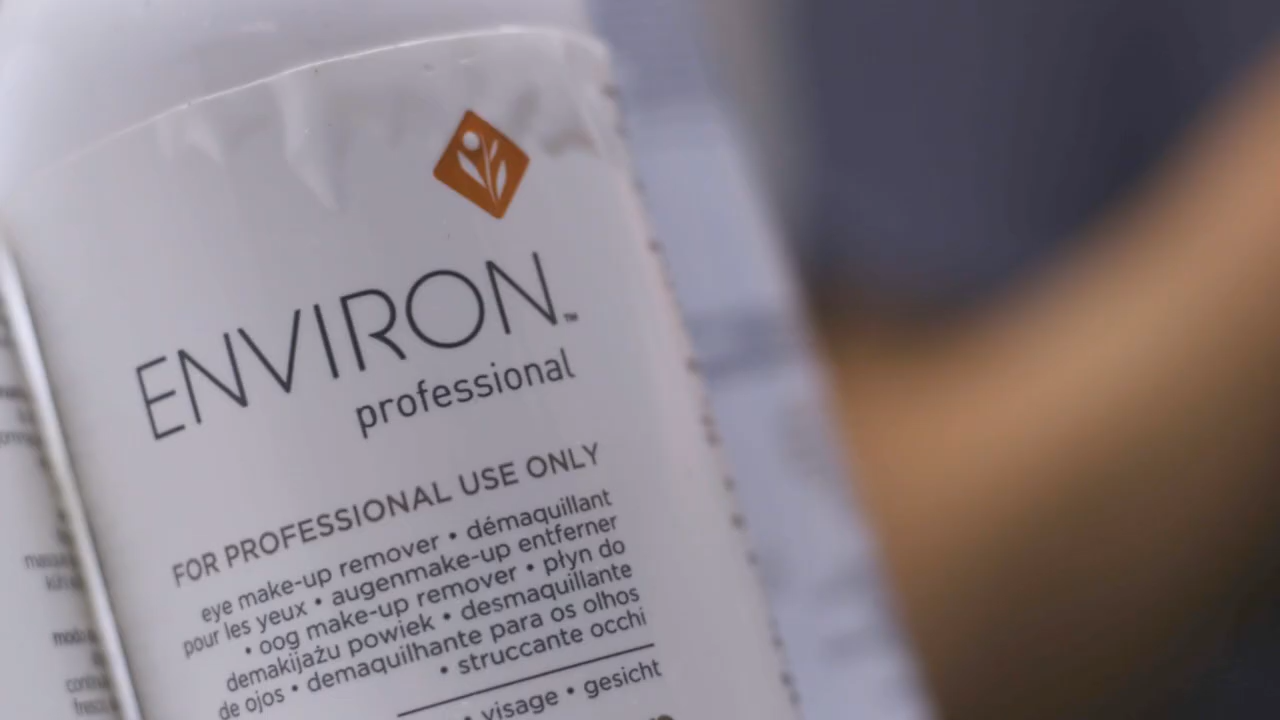 ENVIRON™
professional
FOR PROFESSIONAL USE ONLY
eye make-up remover • démaquillant
pour les yeux • augenmake-up entferner
• oog make-up remover • płyn do
demakijażu powiek • desmaquillante
de ojos • demaquilhante para os olhos
• struccante occhi
• visage • gesicht